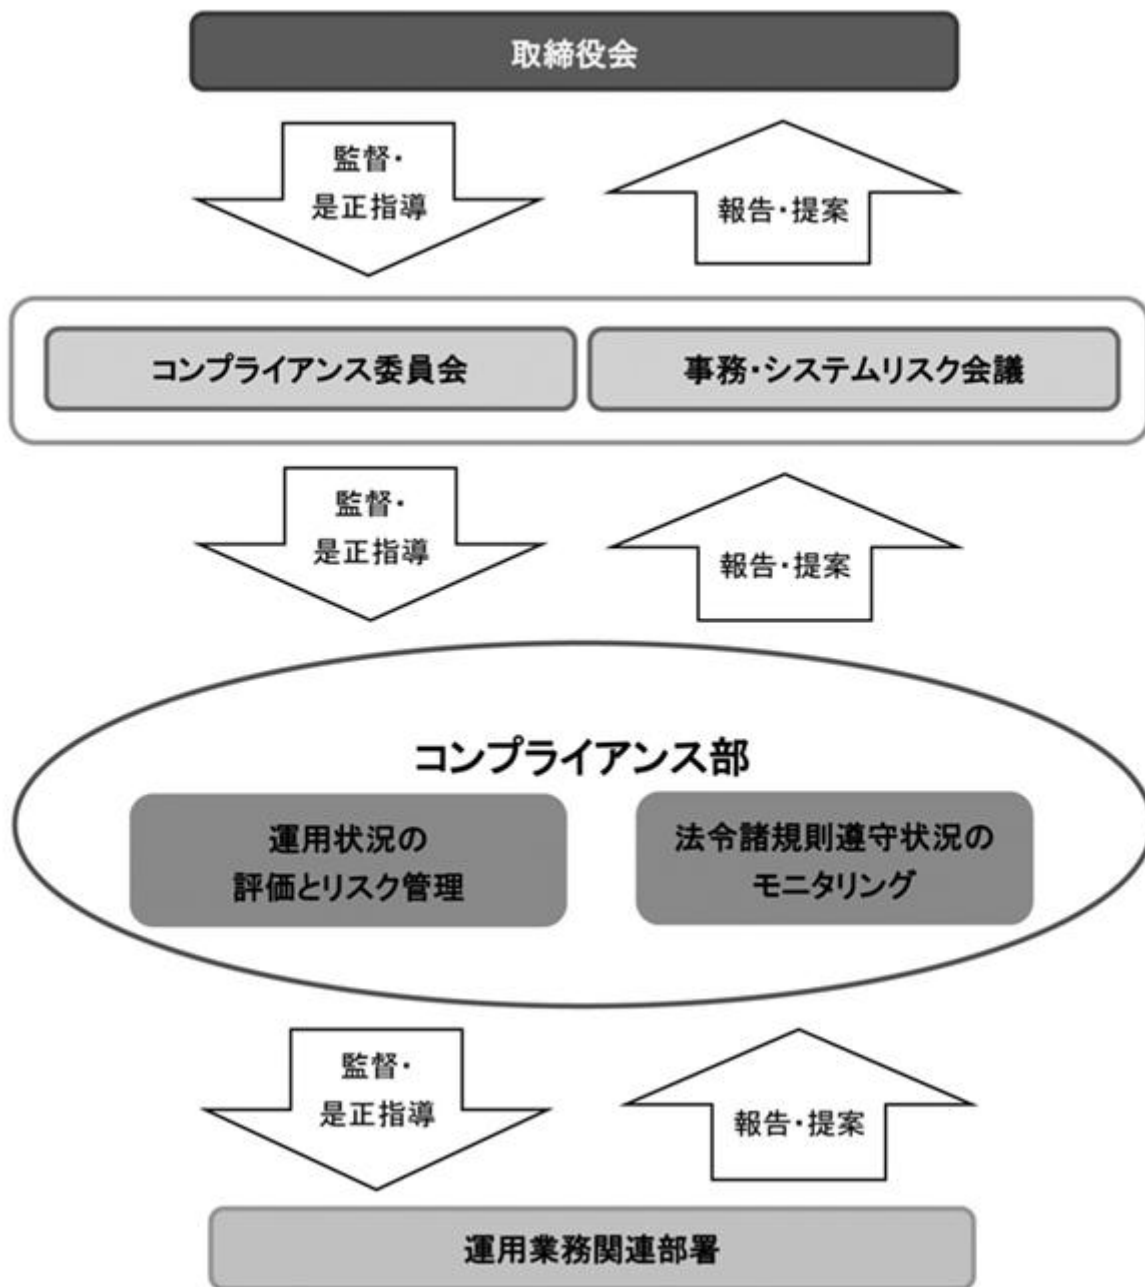 取締役会
監督・
是正指導
報告・提案
コンプライアンス委員会
事務・システムリスク会議
監督・
是正指導
報告・提案
コンプライアンス部
運用状況の
評価とリスク管理
法令諸規則遵守状況の
モニタリング
監督・
是正指導
報告・提案
運用業務関連部署